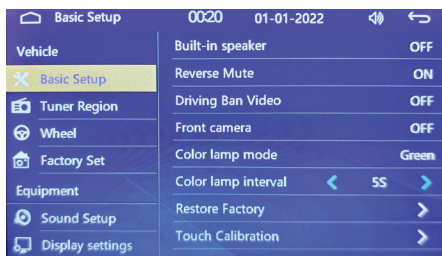 Basic Setup 00:20 01-01-2022
Vehicle
Basic Setup
Tuner Region
Wheel
Factory Set
Equipment
Sound Setup
Display settings
Built-in speaker OFF
Reverse Mute ON
Driving Ban Video OFF
Front camera OFF
Color lamp mode Green
Color lamp interval < 5S >
Restore Factory >
Touch Calibration >